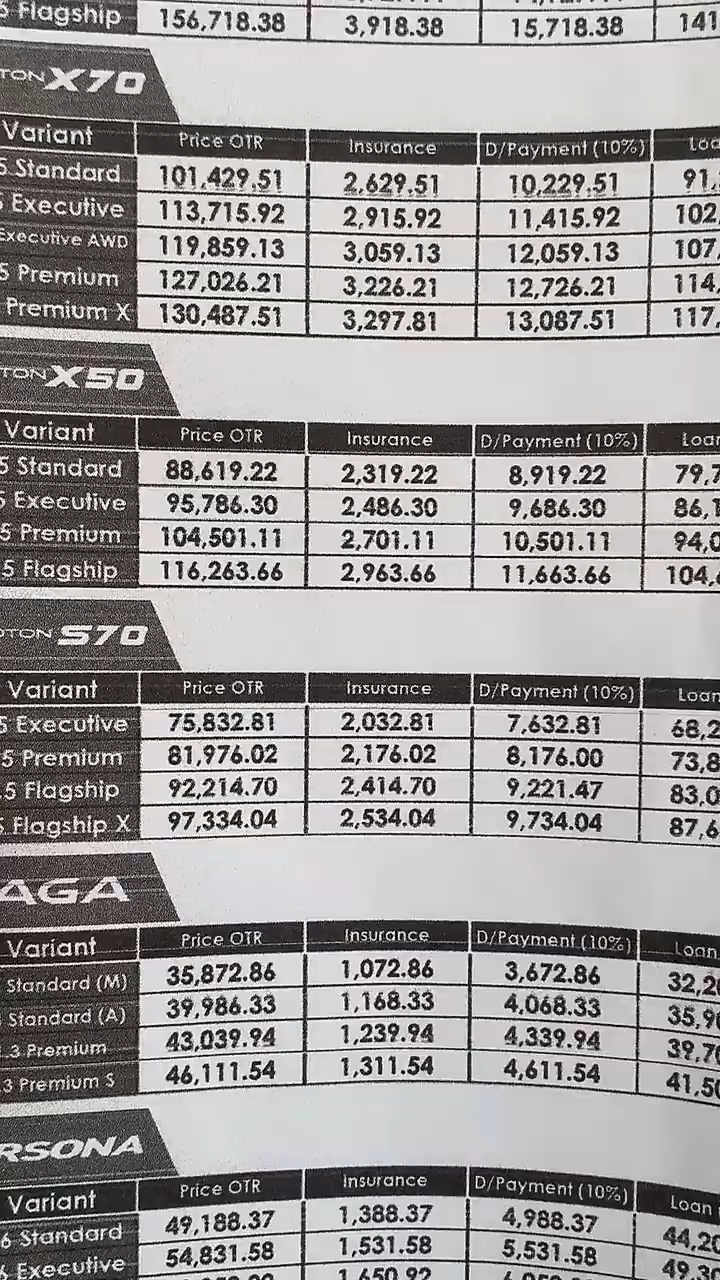 5 Flagship 156,718.38 3,918.38 15,718.38 141
TON X70
Variant Price OTR Insurance D/Payment (10%) Loa
5 Standard 101,429.51 2,629.51 10,229.51 91,
Executive 113,715.92 2,915.92 11,415.92 102,
Executive AWD 119,859.13 3,059.13 12,059.13 107,
5 Premium 127,026.21 3,226.21 12,726.21 114,
Premium X 130,487.51 3,297.81 13,087.51 117,
TON X50
Variant Price OTR Insurance D/Payment (10%) Loan
5 Standard 88,619.22 2,319.22 8,919.22 79,7
5 Executive 95,786.30 2,486.30 9,686.30 86,1
5 Premium 104,501.11 2,701.11 10,501.11 94,0
5 Flagship 116,263.66 2,963.66 11,663.66 104,
OTON S70
Variant Price OTR Insurance D/Payment (10%) Loan
5 Executive 75,832.81 2,032.81 7,632.81 68,2
5 Premium 81,976.02 2,176.02 8,176.00 73,8
.5 Flagship 92,214.70 2,414.70 9,221.47 83,0
5 Flagship X 97,334.04 2,534.04 9,734.04 87,6
AGA
Variant Price OTR Insurance D/Payment (10%) Loan
Standard (M) 35,872.86 1,072.86 3,672.86 32,20
Standard (A) 39,986.33 1,168.33 4,068.33 35,90
.3 Premium 43,039.94 1,239.94 4,339.94 39,70
.3 Premium S 46,111.54 1,311.54 4,611.54 41,50
RSONA
Variant Price OTR Insurance D/Payment (10%) Loan
6 Standard 49,188.37 1,388.37 4,988.37 44,20
6 Executive 54,831.58 1,531.58 5,531.58 49,30
1,650.92